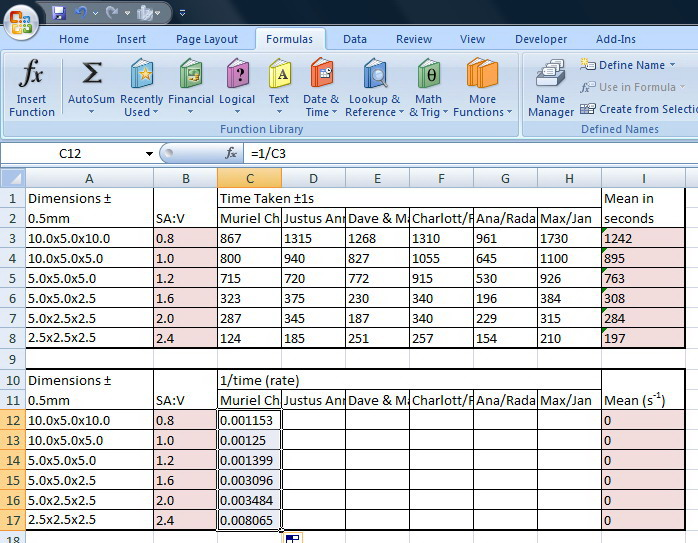 Home Insert Page Layout Formulas Data Review View Developer Add-Ins
fx Σ A θ
Insert Function AutoSum Recently Used Financial Logical Text Date & Time Lookup & Reference Math & Trig More Functions Name Manager
Define Name
Use in Formula
Create from Selectio
Function Library Defined Names
C12 fx =1/C3
A B C D E F G H I
1 Dimensions ± Time Taken ±1s Mean in
2 0.5mm SA:V Muriel Ch Justus Ann Dave & Ma Charlott/F Ana/Rada Max/Jan seconds
3 10.0x5.0x10.0 0.8 867 1315 1268 1310 961 1730 1242
4 10.0x5.0x5.0 1.0 800 940 827 1055 645 1100 895
5 5.0x5.0x5.0 1.2 715 720 772 915 530 926 763
6 5.0x5.0x2.5 1.6 323 375 230 340 196 384 308
7 5.0x2.5x2.5 2.0 287 345 187 340 229 315 284
8 2.5x2.5x2.5 2.4 124 185 251 257 154 210 197
9
10 Dimensions ± 1/time (rate)
11 0.5mm SA:V Muriel Ch Justus Ann Dave & Ma Charlott/F Ana/Rada Max/Jan Mean (s⁻¹)
12 10.0x5.0x10.0 0.8 0.001153 0
13 10.0x5.0x5.0 1.0 0.00125 0
14 5.0x5.0x5.0 1.2 0.001399 0
15 5.0x5.0x2.5 1.6 0.003096 0
16 5.0x2.5x2.5 2.0 0.003484 0
17 2.5x2.5x2.5 2.4 0.008065 0
18